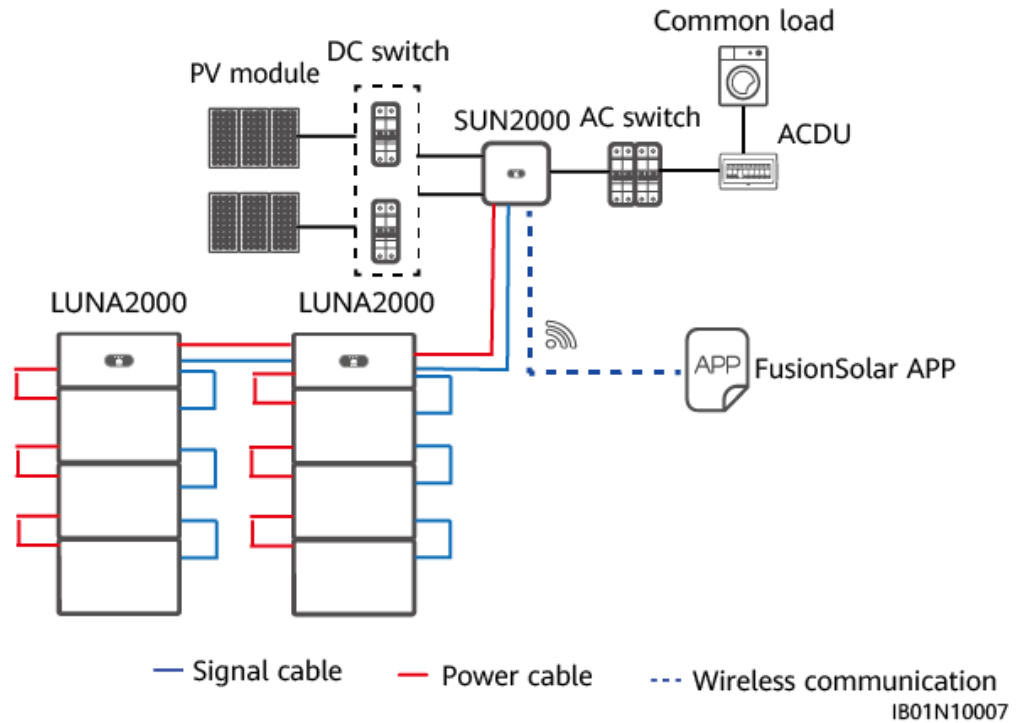 Common load
DC switch
PV module
SUN2000
AC switch
ACDU
LUNA2000
LUNA2000
APP
FusionSolar APP
Signal cable
Power cable
Wireless communication
IB01N10007